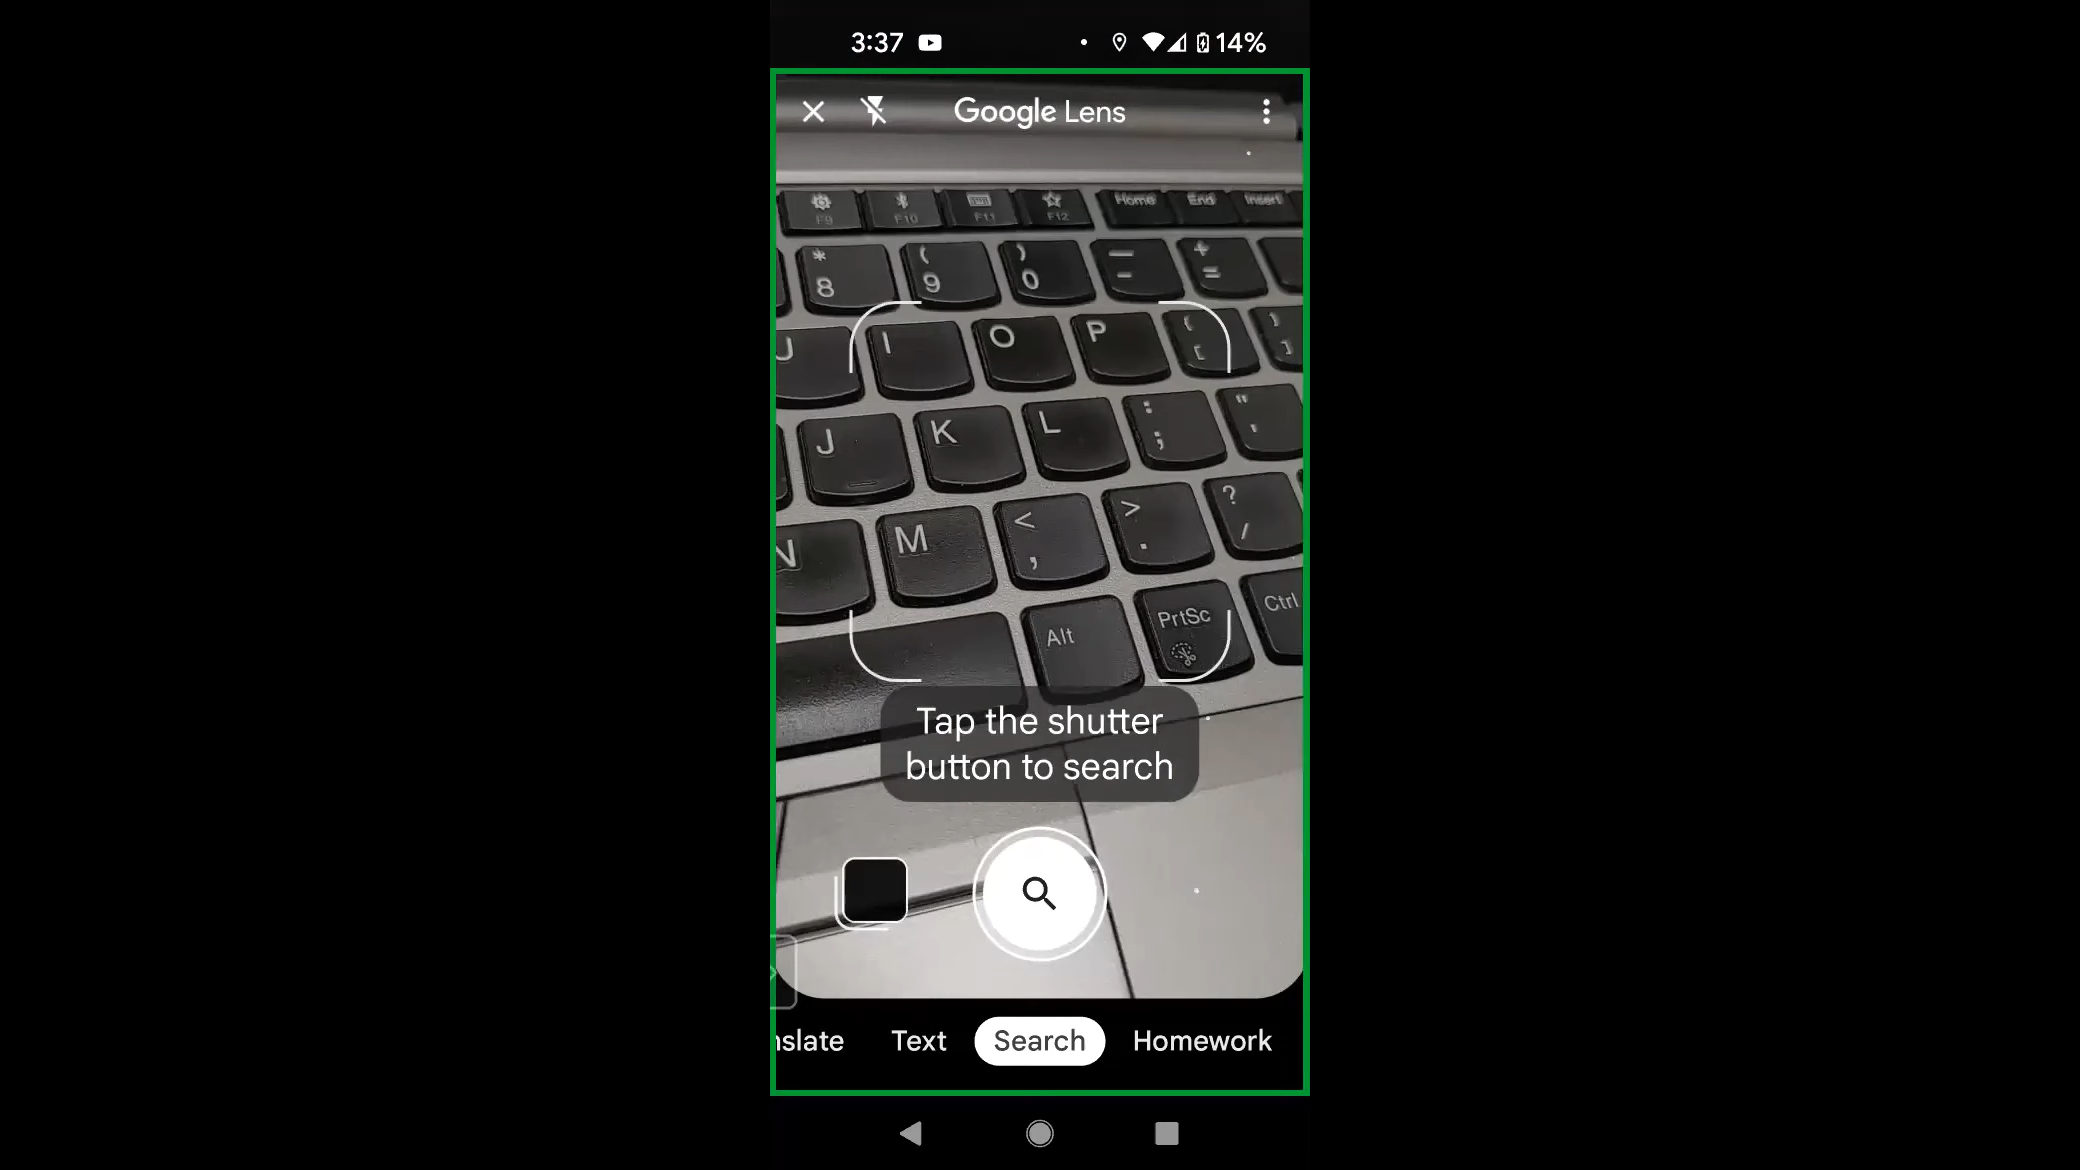 3:37
14%
Google Lens
F9 F10 F11 F12 Home End Insert
* ( ) — +
8 9 0 - =
I O P { }
[ ]
J K L : "
; '
N M < > ?
, . /
Alt PrtSc Ctrl
Tap the shutter
button to search
nslate Text Search Homework